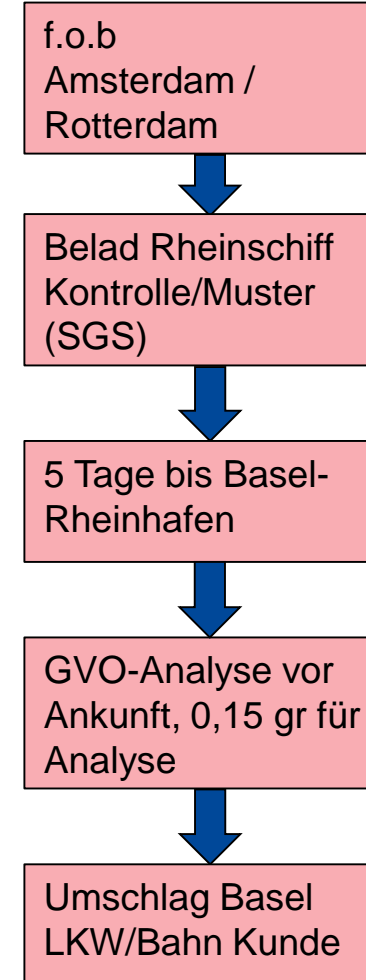 f.o.b
Amsterdam /
Rotterdam
Belad Rheinschiff
Kontrolle/Muster
(SGS)
5 Tage bis Basel-
Rheinhafen
GVO-Analyse vor
Ankunft, 0,15 gr für
Analyse
Umschlag Basel
LKW/Bahn Kunde